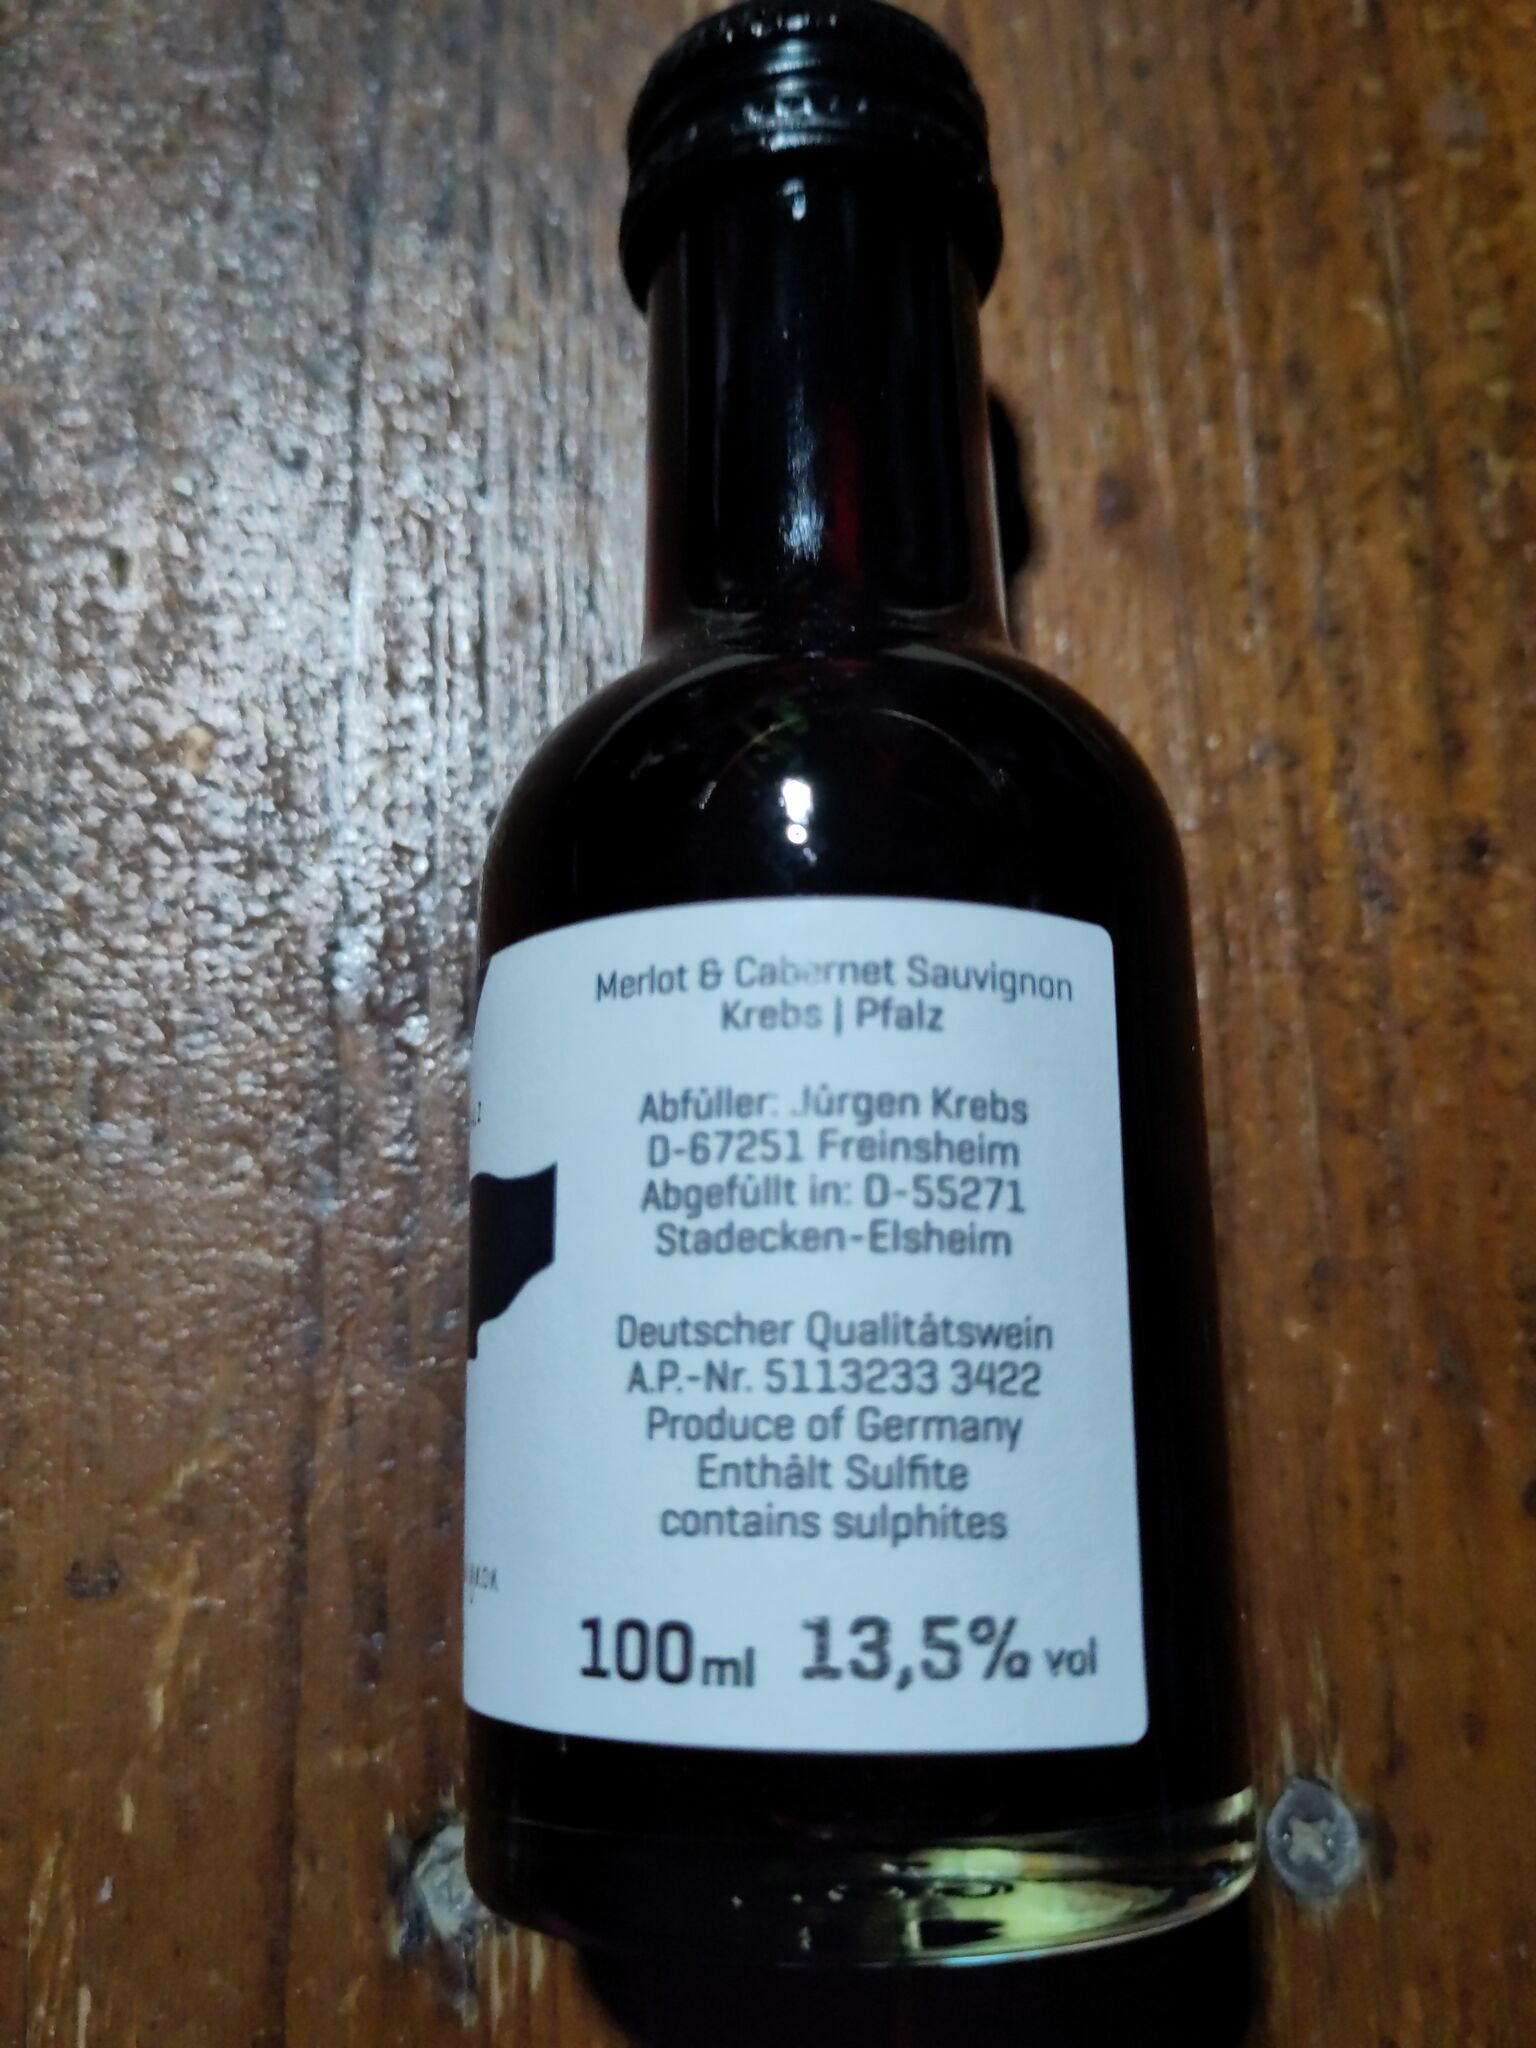 Merlot & Cabernet Sauvignon
Krebs | Pfalz
Abfüller: Jürgen Krebs
D-67251 Freinsheim
Abgefüllt in: D-55271
Stadecken-Elsheim
Deutscher Qualitätswein
A.P.-Nr. 5113233 3422
Produce of Germany
Enthält Sulfite
contains sulphites
100ml 13,5% vol